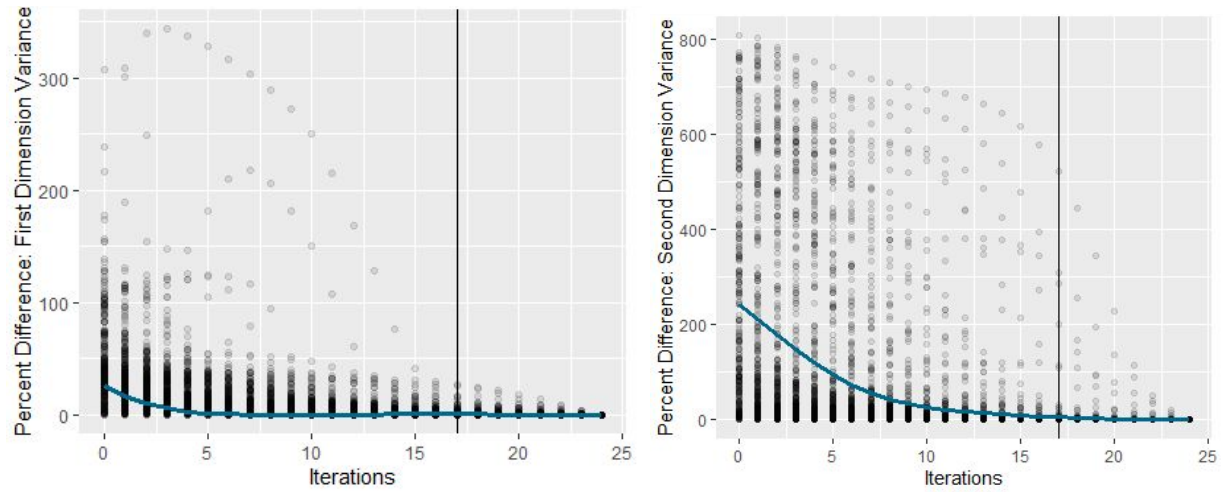 Percent Difference: First Dimension Variance
300
200
100
0
0 5 10 15 20 25
Iterations
Percent Difference: Second Dimension Variance
800
600
400
200
0
0 5 10 15 20 25
Iterations